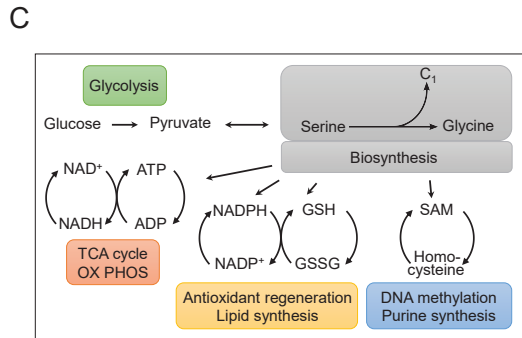 C
Glycolysis
C₁
Glucose
Pyruvate
Serine
Glycine
Biosynthesis
NAD⁺
ATP
NADH
ADP
NADPH
GSH
SAM
NADP⁺
GSSG
Homo-
cysteine
TCA cycle
OX PHOS
Antioxidant regeneration
Lipid synthesis
DNA methylation
Purine synthesis